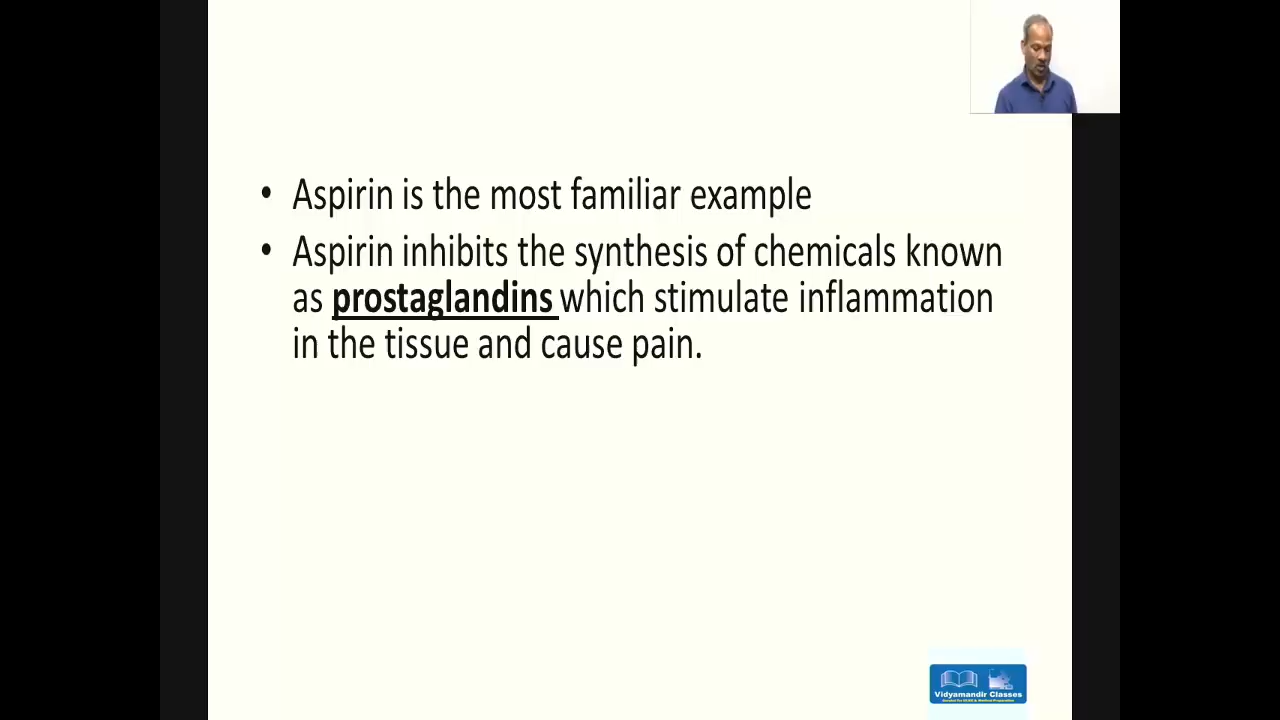 • Aspirin is the most familiar example
• Aspirin inhibits the synthesis of chemicals known
as prostaglandins which stimulate inflammation
in the tissue and cause pain.
Vidyamandir Classes